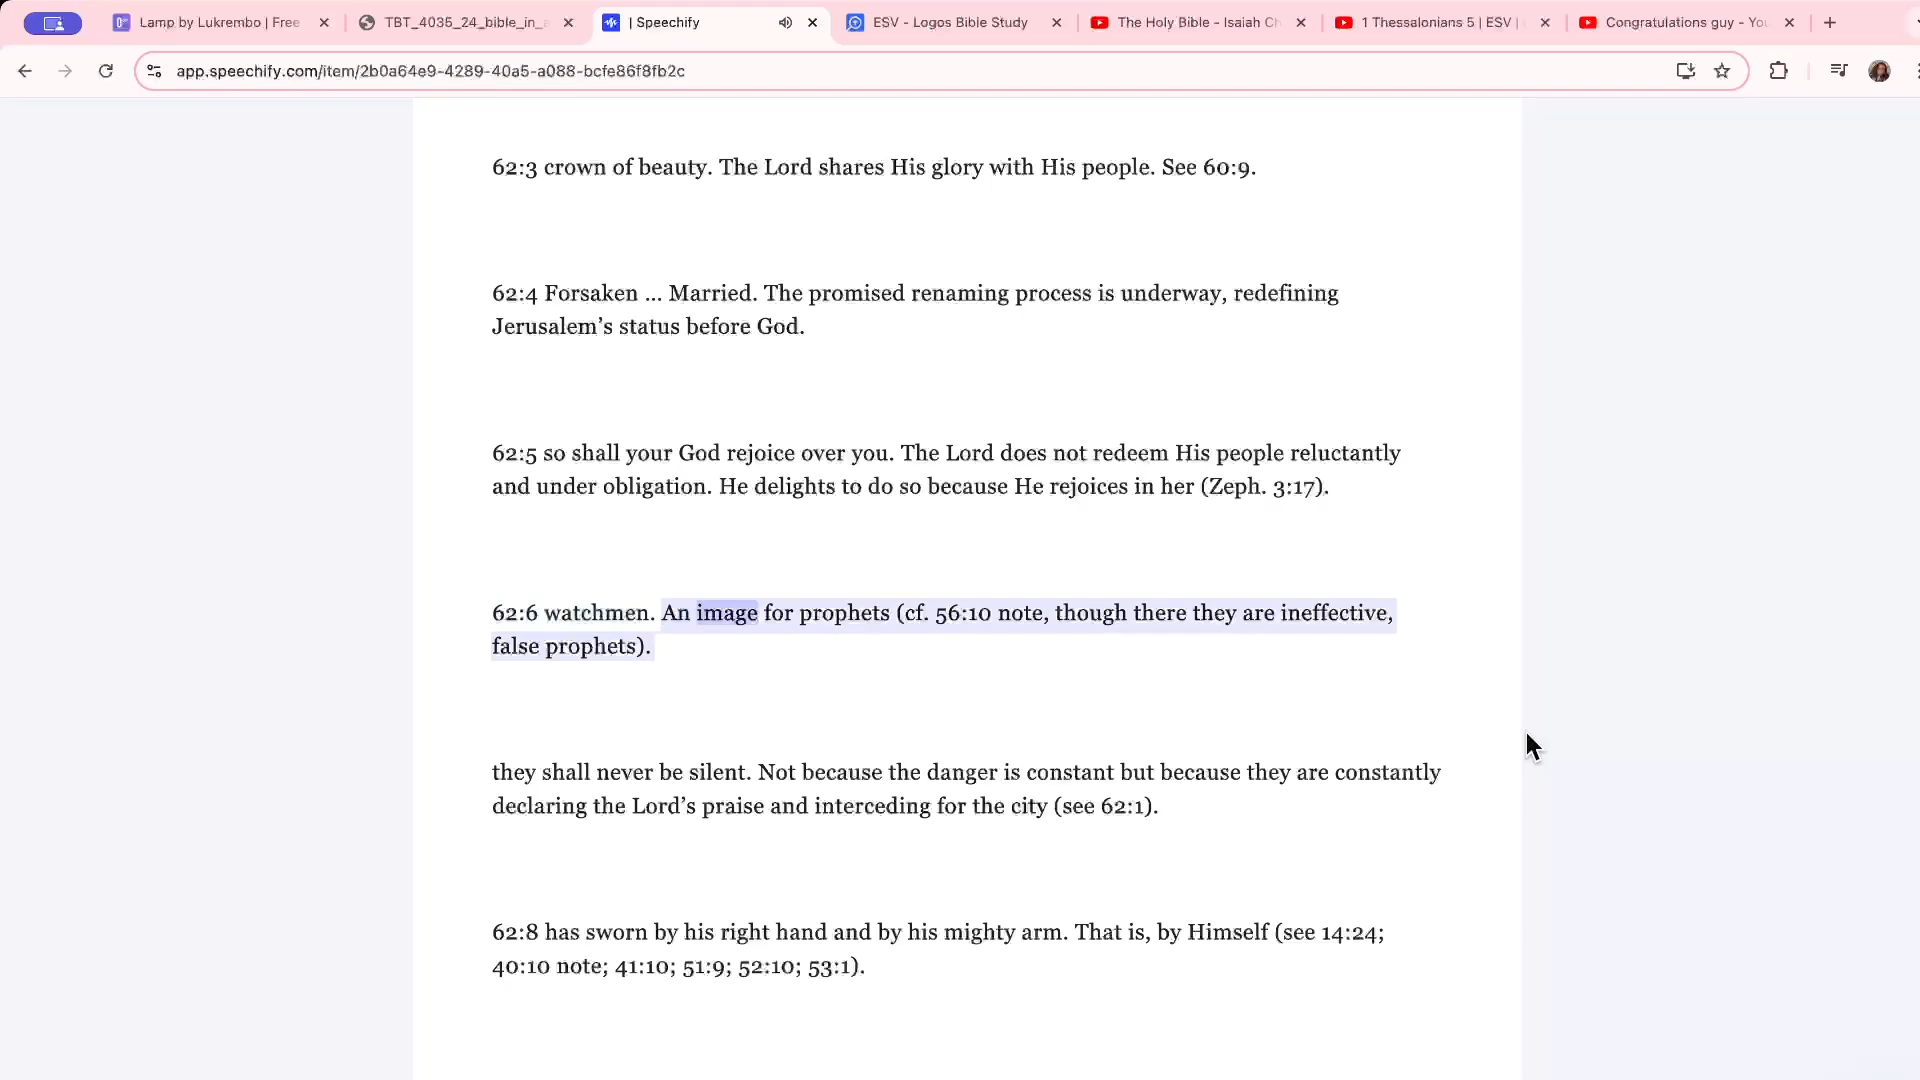 Lamp by Lukrembo | Free
TBT_4035_24_bible_in_a
| Speechify
ESV - Logos Bible Study
The Holy Bible - Isaiah Ch
1 Thessalonians 5 | ESV |
Congratulations guy - You
app.speechify.com/item/2b0a64e9-4289-40a5-a088-bcfe86f8fb2c
62:3 crown of beauty. The Lord shares His glory with His people. See 60:9.
62:4 Forsaken ... Married. The promised renaming process is underway, redefining
Jerusalem’s status before God.
62:5 so shall your God rejoice over you. The Lord does not redeem His people reluctantly
and under obligation. He delights to do so because He rejoices in her (Zeph. 3:17).
62:6 watchmen. An image for prophets (cf. 56:10 note, though there they are ineffective,
false prophets).
they shall never be silent. Not because the danger is constant but because they are constantly
declaring the Lord’s praise and interceding for the city (see 62:1).
62:8 has sworn by his right hand and by his mighty arm. That is, by Himself (see 14:24;
40:10 note; 41:10; 51:9; 52:10; 53:1).